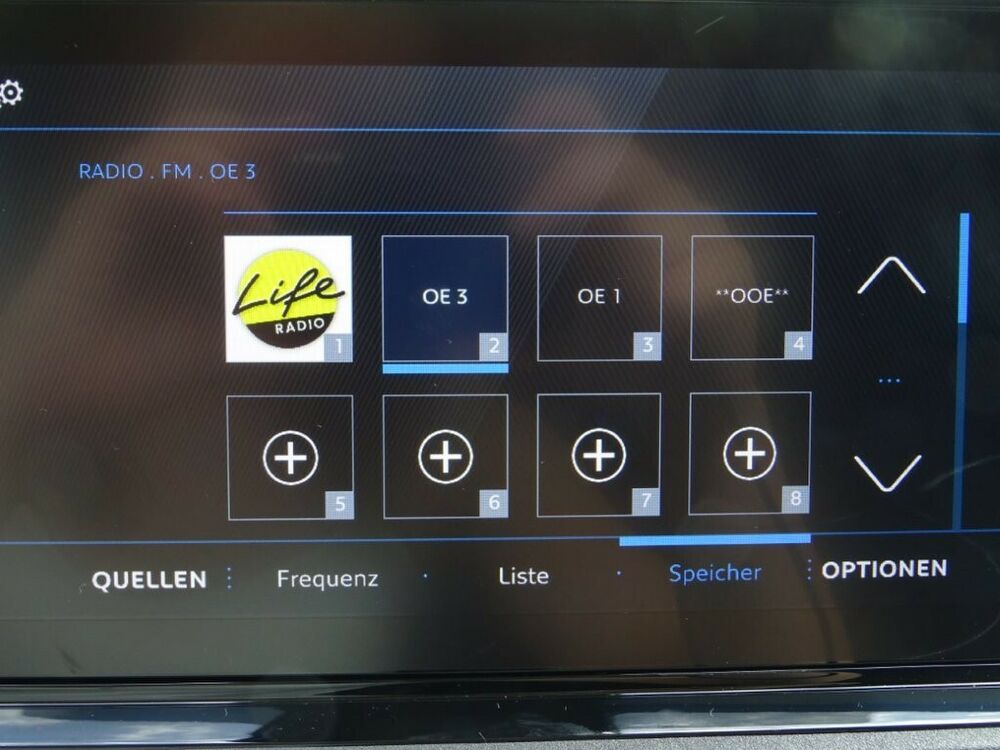 RADIO . FM . OE 3
Life
RADIO
1
OE 3
2
OE 1
3
**OOE**
4
5
6
7
8
QUELLEN
Frequenz
Liste
Speicher
OPTIONEN